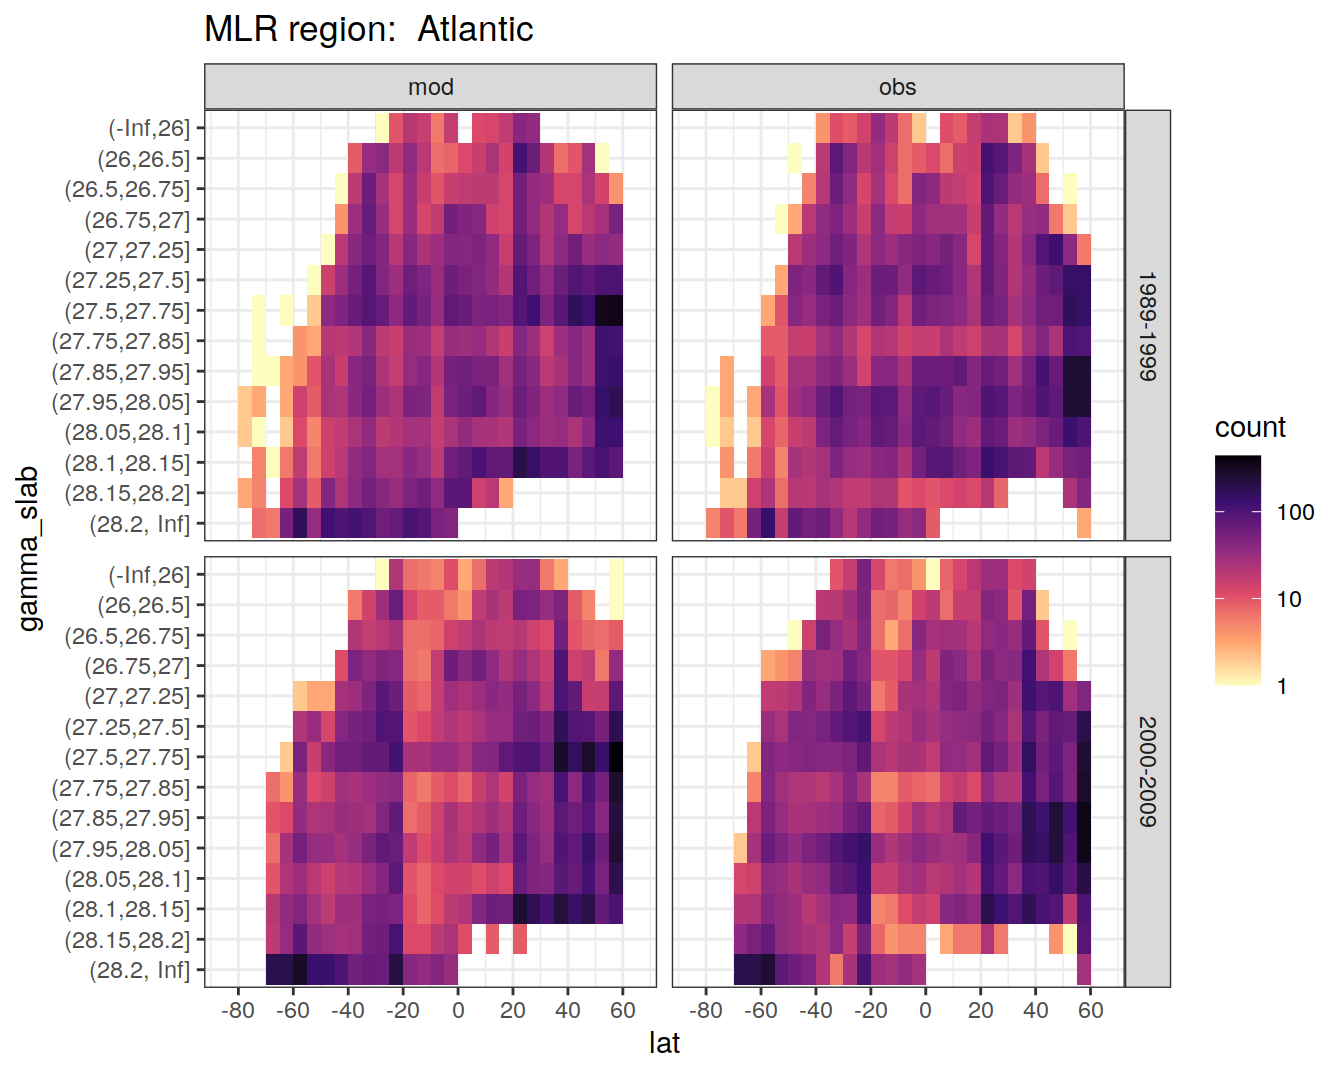 MLR region:  Atlantic
mod
obs
(-Inf,26]
(26,26.5]
(26.5,26.75]
(26.75,27]
(27,27.25]
(27.25,27.5]
(27.5,27.75]
(27.75,27.85]
(27.85,27.95]
(27.95,28.05]
(28.05,28.1]
(28.1,28.15]
(28.15,28.2]
(28.2, Inf]
1989-1999
(-Inf,26]
(26,26.5]
(26.5,26.75]
(26.75,27]
(27,27.25]
(27.25,27.5]
(27.5,27.75]
(27.75,27.85]
(27.85,27.95]
(27.95,28.05]
(28.05,28.1]
(28.1,28.15]
(28.15,28.2]
(28.2, Inf]
2000-2009
-80 -60 -40 -20 0 20 40 60
-80 -60 -40 -20 0 20 40 60
lat
gamma_slab
count
100
10
1